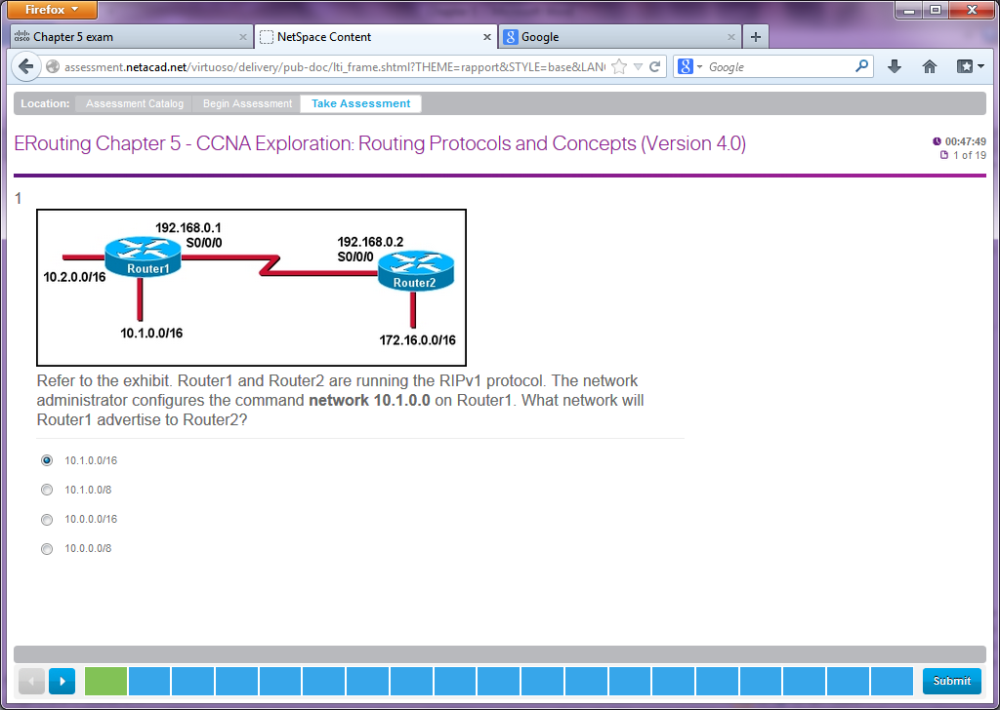 Firefox
Chapter 5 exam
NetSpace Content
Google
assessment.netacad.net/virtuoso/delivery/pub-doc/lti_frame.shtml?THEME=rapport&STYLE=base&LAN
Google
Location:
Assessment Catalog
Begin Assessment
Take Assessment
ERouting Chapter 5 - CCNA Exploration: Routing Protocols and Concepts (Version 4.0)
00:47:49
1 of 19
1
192.168.0.1
S0/0/0
192.168.0.2
S0/0/0
Router1
10.2.0.0/16
Router2
10.1.0.0/16
172.16.0.0/16
Refer to the exhibit. Router1 and Router2 are running the RIPv1 protocol. The network
administrator configures the command network 10.1.0.0 on Router1. What network will
Router1 advertise to Router2?
10.1.0.0/16
10.1.0.0/8
10.0.0.0/16
10.0.0.0/8
Submit